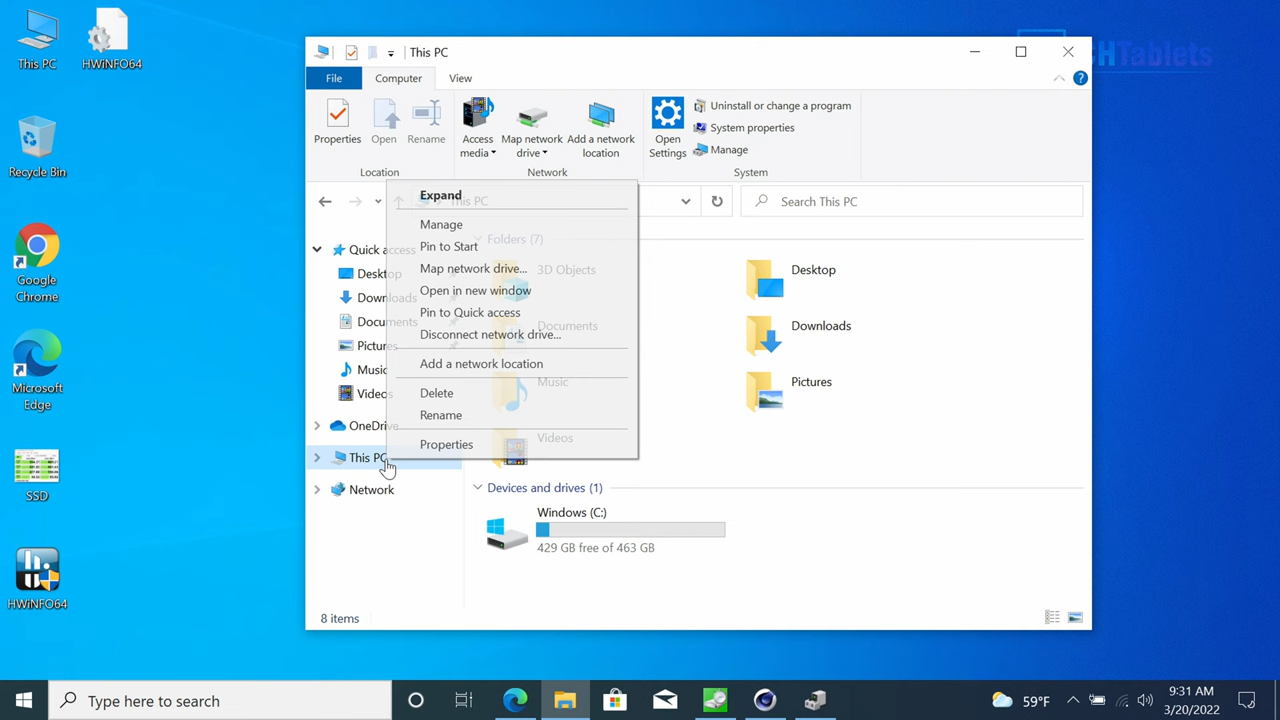 This PC
HWiNFO64
Recycle Bin
Google
Chrome
Microsoft
Edge
SSD
HWiNFO64
HTablets
This PC
File
Computer
View
Properties
Open
Rename
Location
Access
media
Map network
drive
Add a network
location
Network
Open
Settings
Uninstall or change a program
System properties
Manage
System
This PC
Search This PC
Quick access
Desktop
Downloads
Documents
Pictures
Music
Videos
OneDrive
This PC
Network
Expand
Manage
Pin to Start
Map network drive...
Open in new window
Pin to Quick access
Disconnect network drive...
Add a network location
Delete
Rename
Properties
Folders (7)
3D Objects
Desktop
Documents
Downloads
Music
Pictures
Videos
Devices and drives (1)
Windows (C:)
429 GB free of 463 GB
8 items
Type here to search
59°F
9:31 AM
3/20/2022